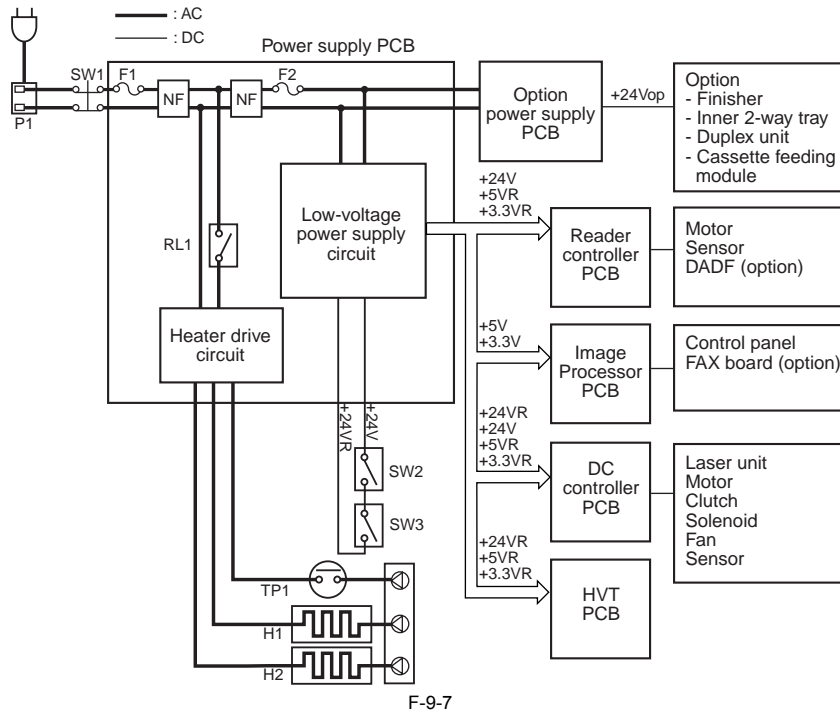 : AC
: DC
Power supply PCB
P1
SW1
F1
NF
NF
F2
Option
power supply
PCB
+24Vop
Option
- Finisher
- Inner 2-way tray
- Duplex unit
- Cassette feeding
module
RL1
Low-voltage
power supply
circuit
+24V
+5VR
+3.3VR
Reader
controller
PCB
Motor
Sensor
DADF (option)
Heater drive
circuit
+5V
+3.3V
Image
Processor
PCB
Control panel
FAX board (option)
+24VR
+24V
SW2
SW3
+24VR
+24V
+5VR
+3.3VR
DC
controller
PCB
Laser unit
Motor
Clutch
Solenoid
Fan
Sensor
+24VR
+5VR
+3.3VR
HVT
PCB
TP1
H1
H2
F-9-7